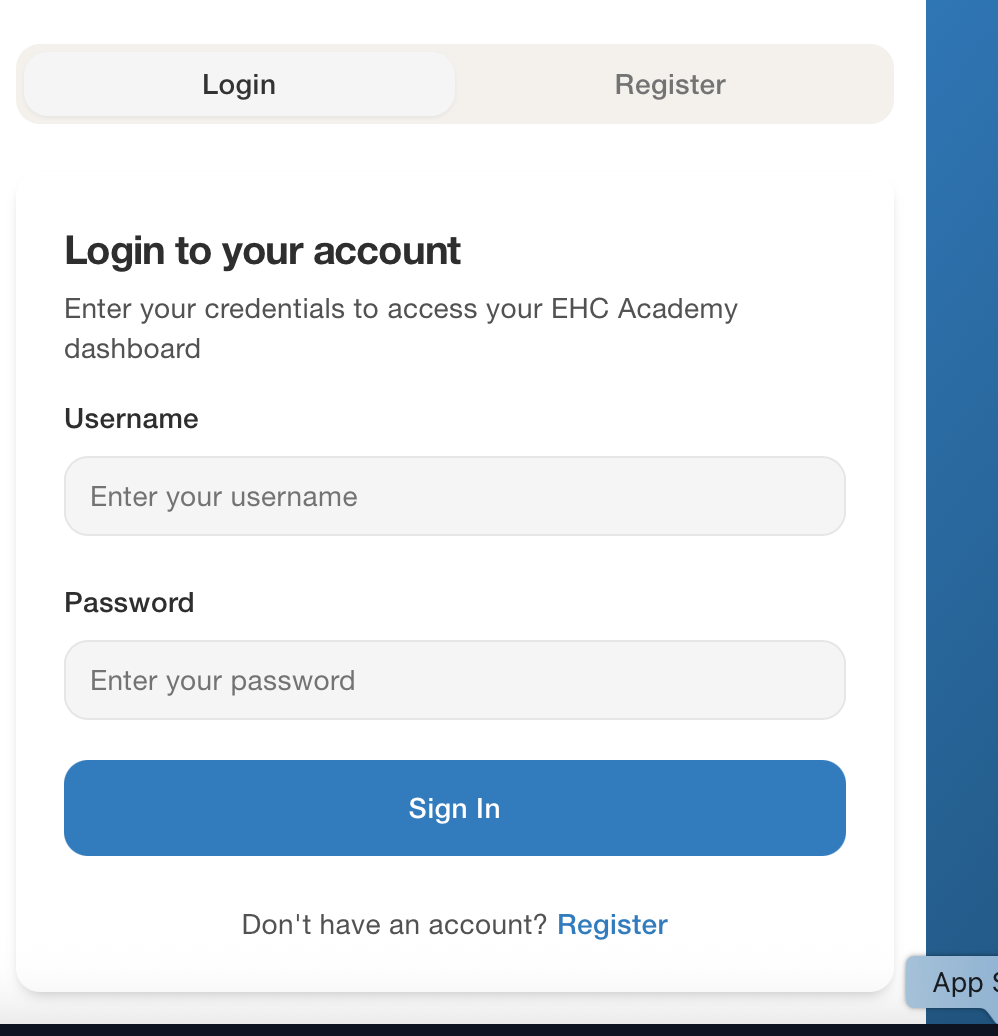 Login
Register
Login to your account
Enter your credentials to access your EHC Academy
dashboard
Username
Enter your username
Password
Enter your password
Sign In
Don't have an account? Register
App